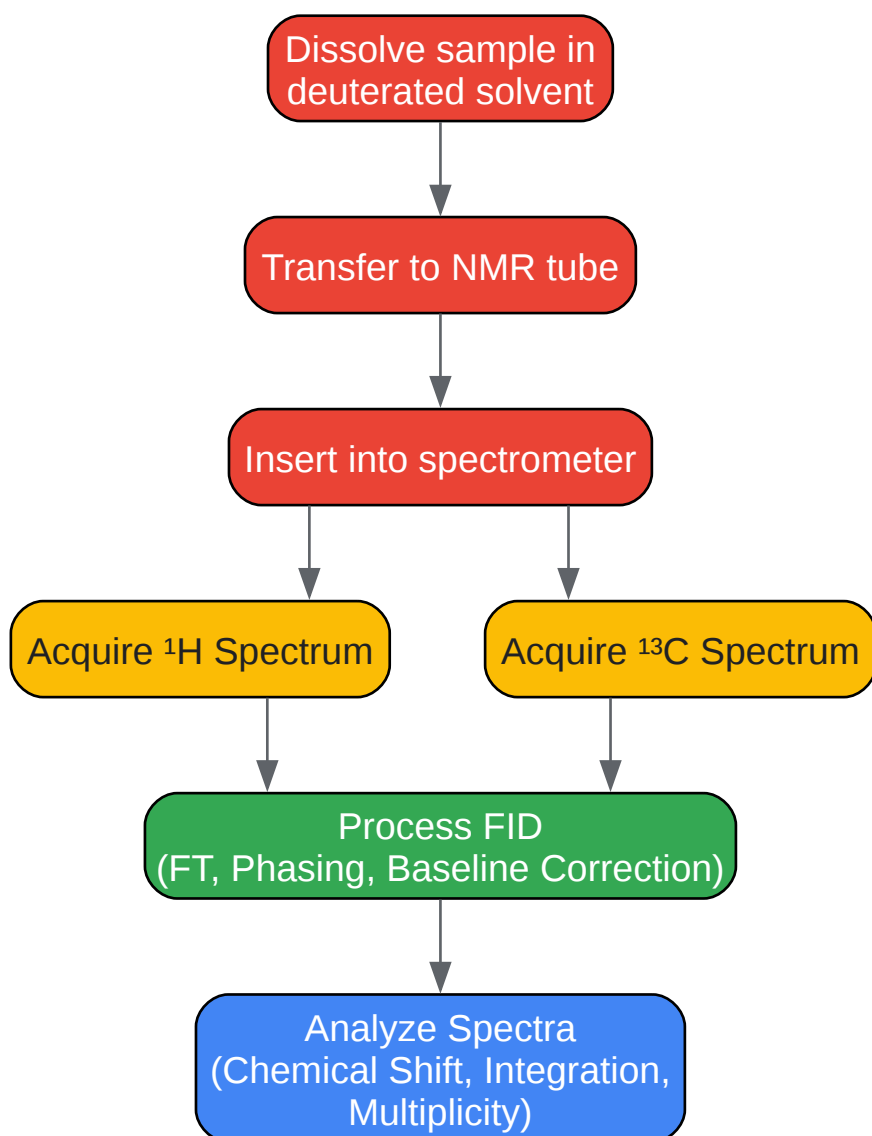 Dissolve sample in
deuterated solvent
Transfer to NMR tube
Insert into spectrometer
Acquire ¹H Spectrum
Acquire ¹³C Spectrum
Process FID
(FT, Phasing, Baseline Correction)
Analyze Spectra
(Chemical Shift, Integration,
Multiplicity)